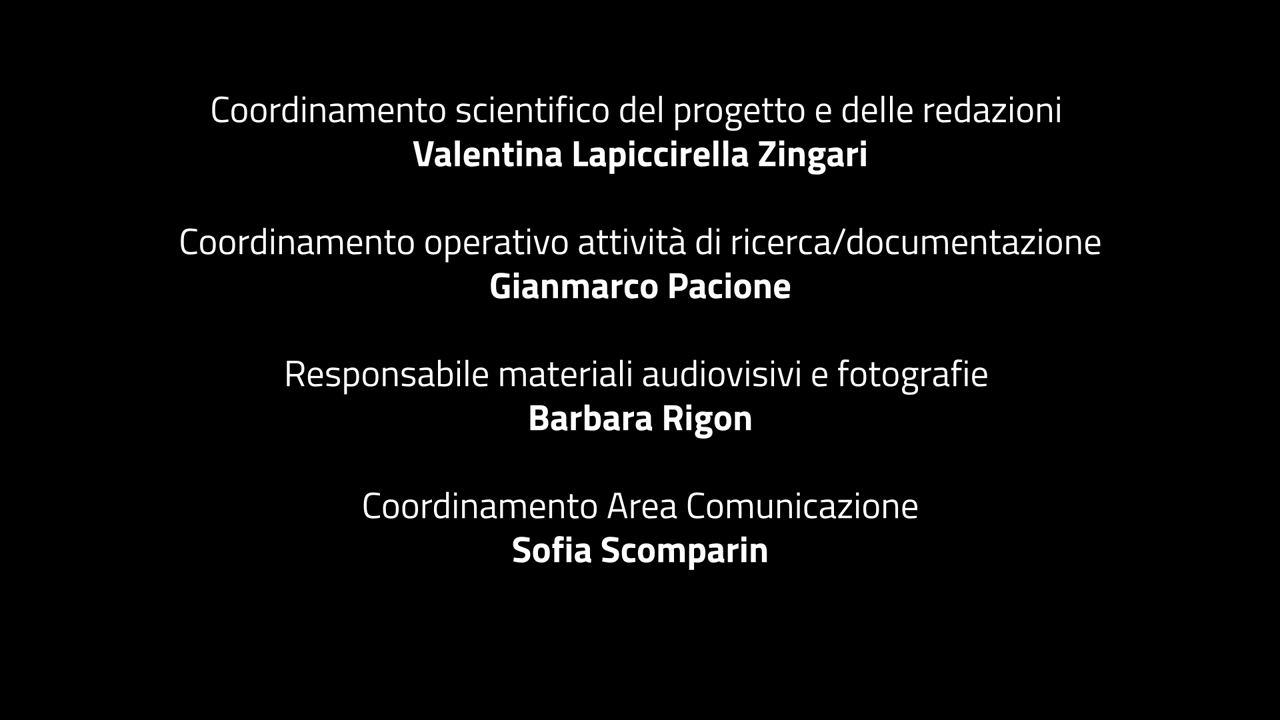 Coordinamento scientifico del progetto e delle redazioni
Valentina Lapiccirella Zingari
Coordinamento operativo attività di ricerca/documentazione
Gianmarco Pacione
Responsabile materiali audiovisivi e fotografie
Barbara Rigon
Coordinamento Area Comunicazione
Sofia Scomparin